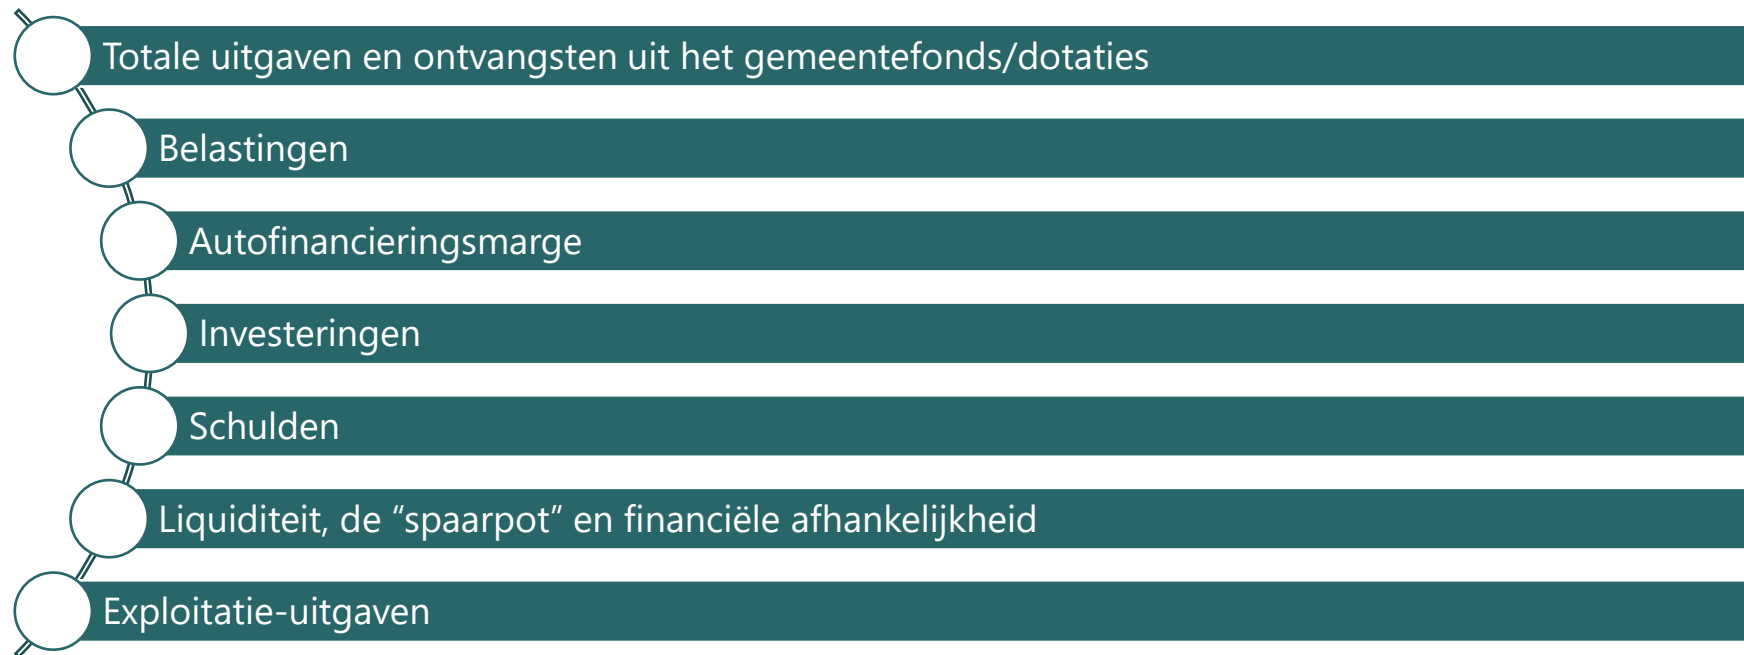 Totale uitgaven en ontvangsten uit het gemeentefonds/dotaties
Belastingen
Autofinancieringsmarge
Investeringen
Schulden
Liquiditeit, de “spaarpot” en financiële afhankelijkheid
Exploitatie-uitgaven